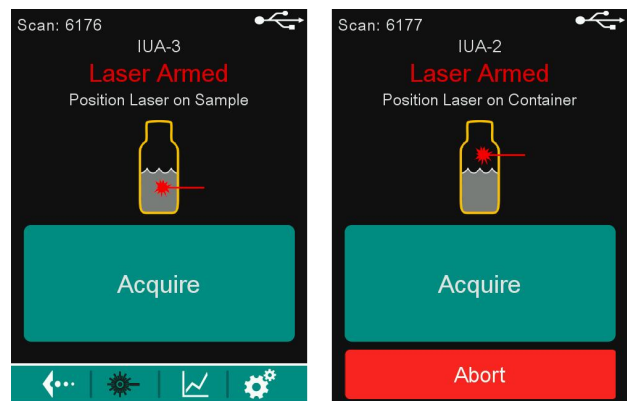 Scan: 6176
IUA-3
Laser Armed
Position Laser on Sample
Acquire
Scan: 6177
IUA-2
Laser Armed
Position Laser on Container
Acquire
Abort